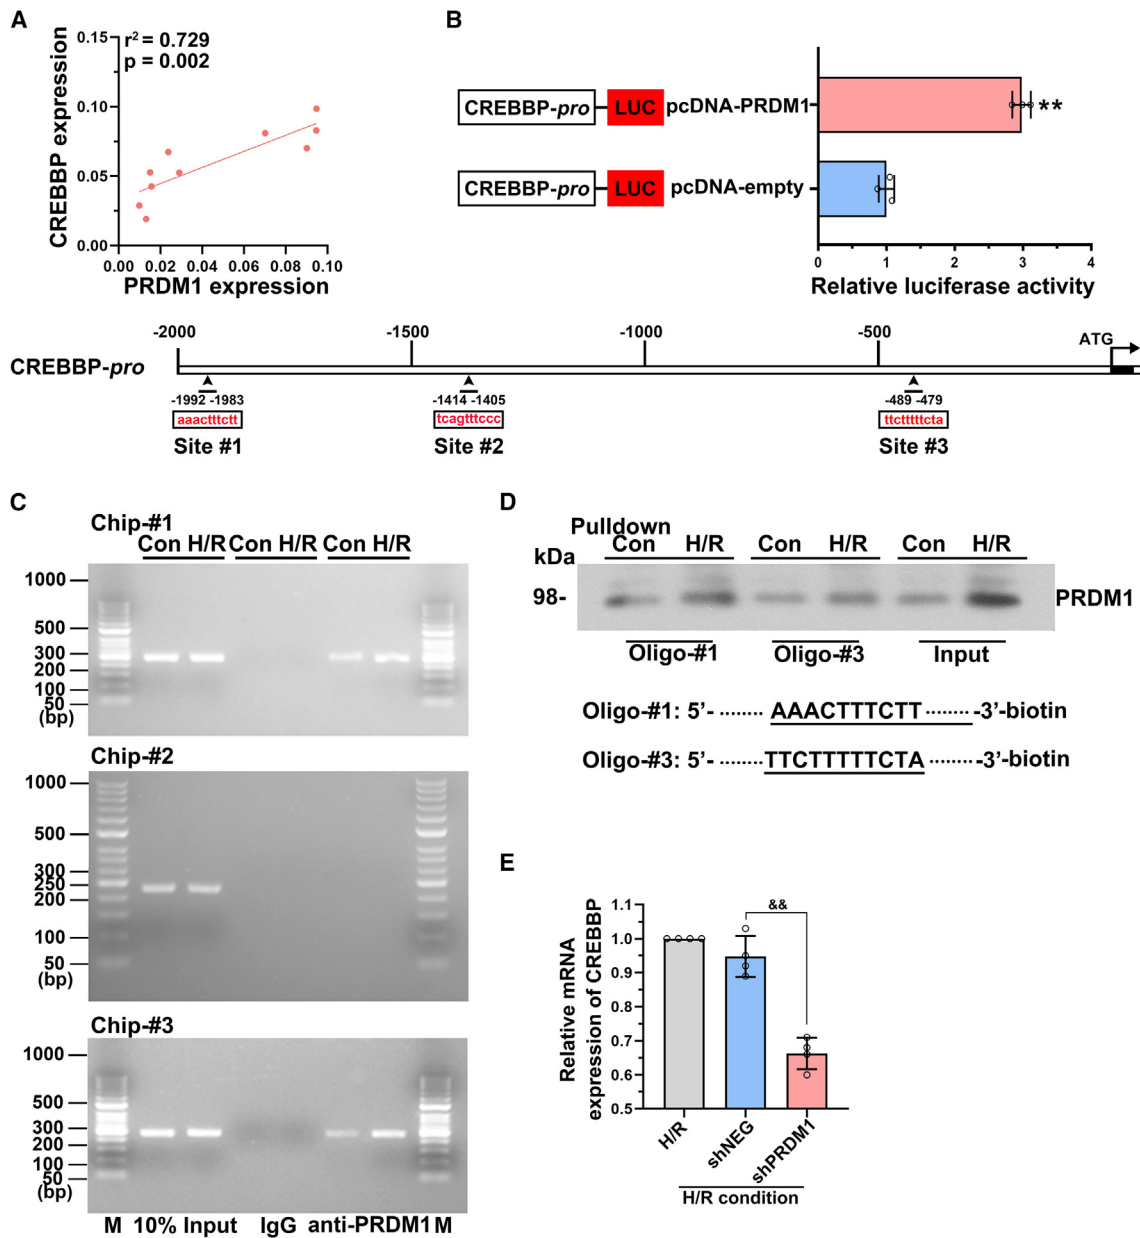 A
r² = 0.729
p = 0.002
CREBBP expression
0.15
0.10
0.05
0.00
0.00 0.02 0.04 0.06 0.08 0.10
PRDM1 expression
B
CREBBP-pro LUC pcDNA-PRDM1
**
CREBBP-pro LUC pcDNA-empty
0 1 2 3 4
Relative luciferase activity
-2000 -1500 -1000 -500 ATG
CREBBP-pro
-1992 -1983 -1414 -1405 -489 -479
aaactttctt tcagtttccc ttctttttcta
Site #1 Site #2 Site #3
C
Chip-#1
Con H/R Con H/R Con H/R
1000
500
300
200
100
50
(bp)
Chip-#2
1000
500
300
250
200
100
50
(bp)
Chip-#3
1000
500
300
200
100
50
(bp)
M 10% Input IgG anti-PRDM1 M
D
Pulldown
kDa
Con H/R Con H/R Con H/R
98-
PRDM1
Oligo-#1 Oligo-#3 Input
Oligo-#1: 5’- ········ AAACTTTCTT ········-3’-biotin
Oligo-#3: 5’- ········TTCTTTTTCTA ········-3’-biotin
E
Relative mRNA
expression of CREBBP
1.1
1.0
0.9
0.8
0.7
0.6
0.5
&&
H/R
shNEG
shPRDM1
H/R condition